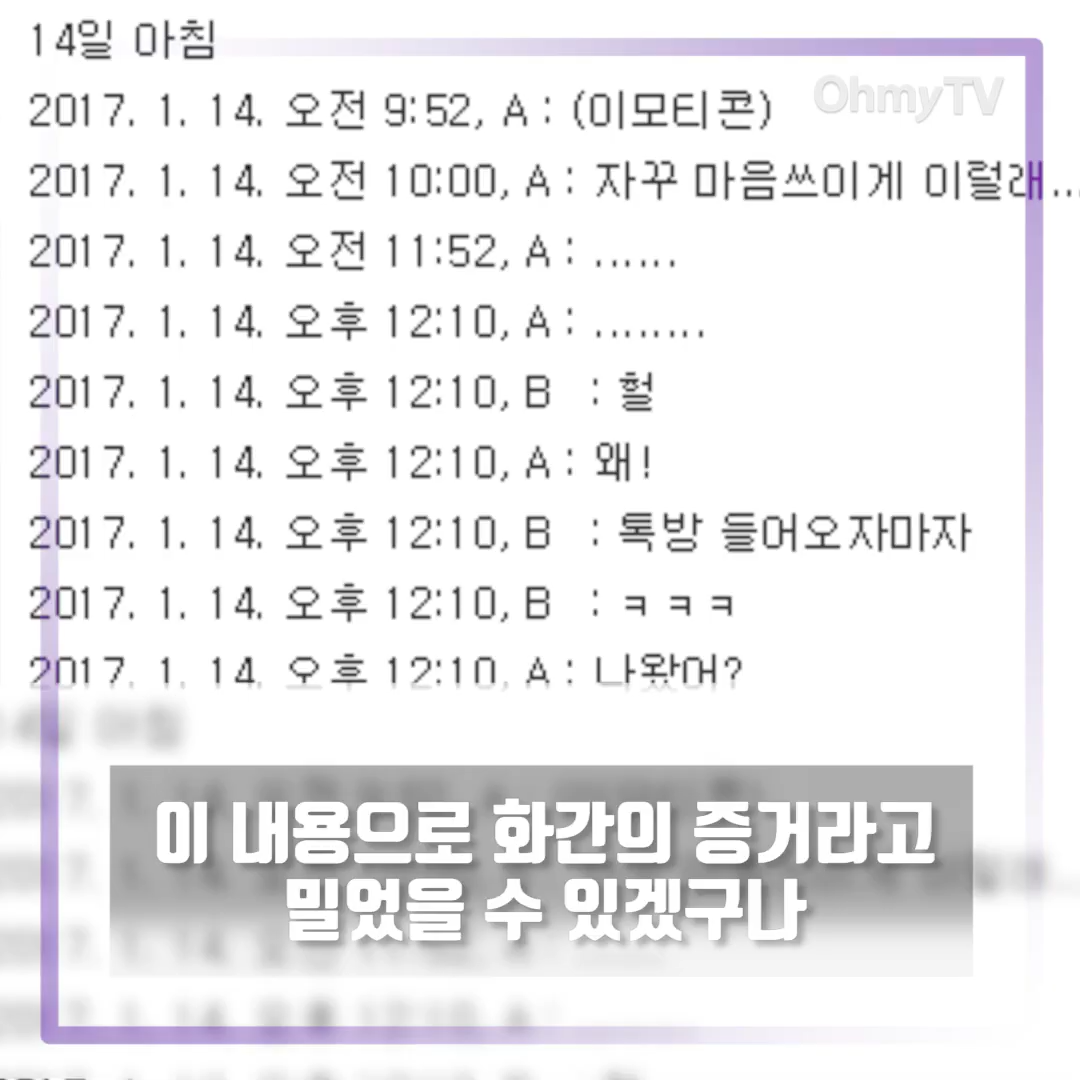 14일 아침
OhmyTV
2017. 1. 14. 오전 9:52, A : (이모티콘)
2017. 1. 14. 오전 10:00, A : 자꾸 마음쓰이게 이럴래...
2017. 1. 14. 오전 11:52, A : ......
2017. 1. 14. 오후 12:10, A : ........
2017. 1. 14. 오후 12:10, B : 헐
2017. 1. 14. 오후 12:10, A : 왜!
2017. 1. 14. 오후 12:10, B : 톡방 들어오자마자
2017. 1. 14. 오후 12:10, B : ㅋㅋㅋ
2017. 1. 14. 오후 12:10, A : 나왔어?
이 내용으로 화간의 증거라고
밀었을 수 있겠구나